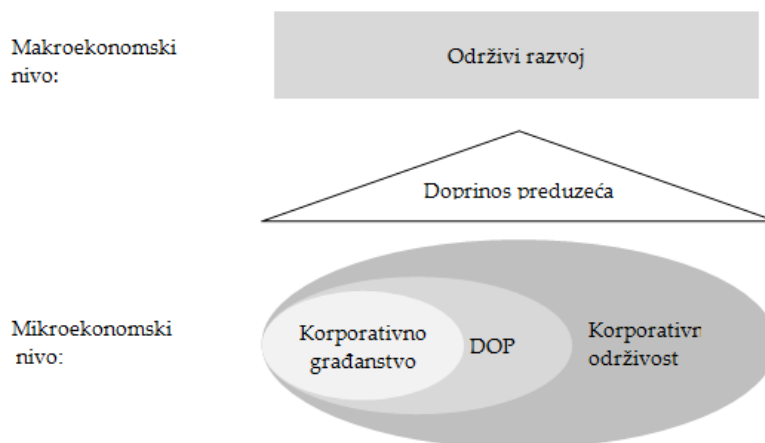 Makroekonomski
nivo:
Održivi razvoj
Doprinos preduzeća
Mikroekonomski
nivo:
Korporativno
građanstvo
DOP
Korporativn
održivost